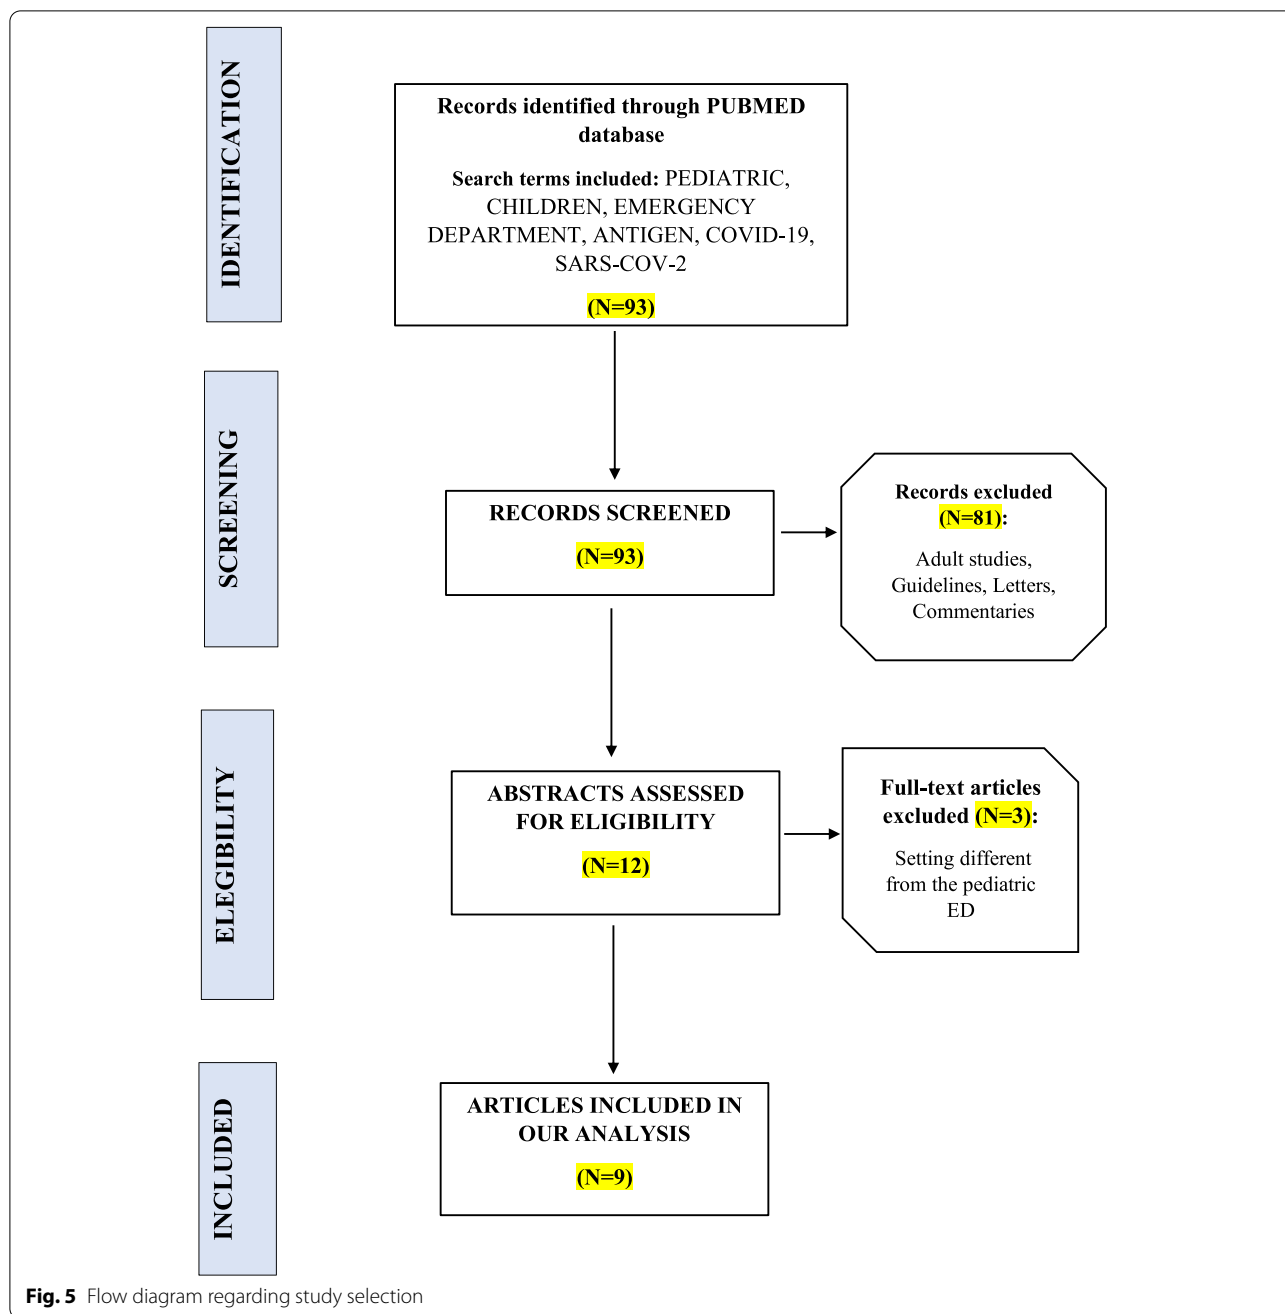 IDENTIFICATION
Records identified through PUBMED
database
Search terms included: PEDIATRIC,
CHILDREN, EMERGENCY
DEPARTMENT, ANTIGEN, COVID-19,
SARS-COV-2
(N=93)
SCREENING
RECORDS SCREENED
(N=93)
Records excluded
(N=81):
Adult studies,
Guidelines, Letters,
Commentaries
ELEGIBILITY
ABSTRACTS ASSESSED
FOR ELIGIBILITY
(N=12)
Full-text articles
excluded (N=3):
Setting different
from the pediatric
ED
INCLUDED
ARTICLES INCLUDED IN
OUR ANALYSIS
(N=9)
Fig. 5 Flow diagram regarding study selection